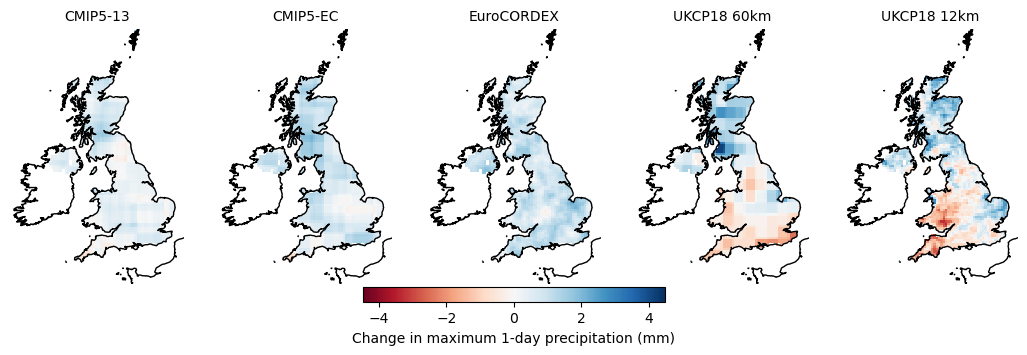 CMIP5-13
CMIP5-EC
EuroCORDEX
UKCP18 60km
UKCP18 12km
−4
−2
0
2
4
Change in maximum 1-day precipitation (mm)